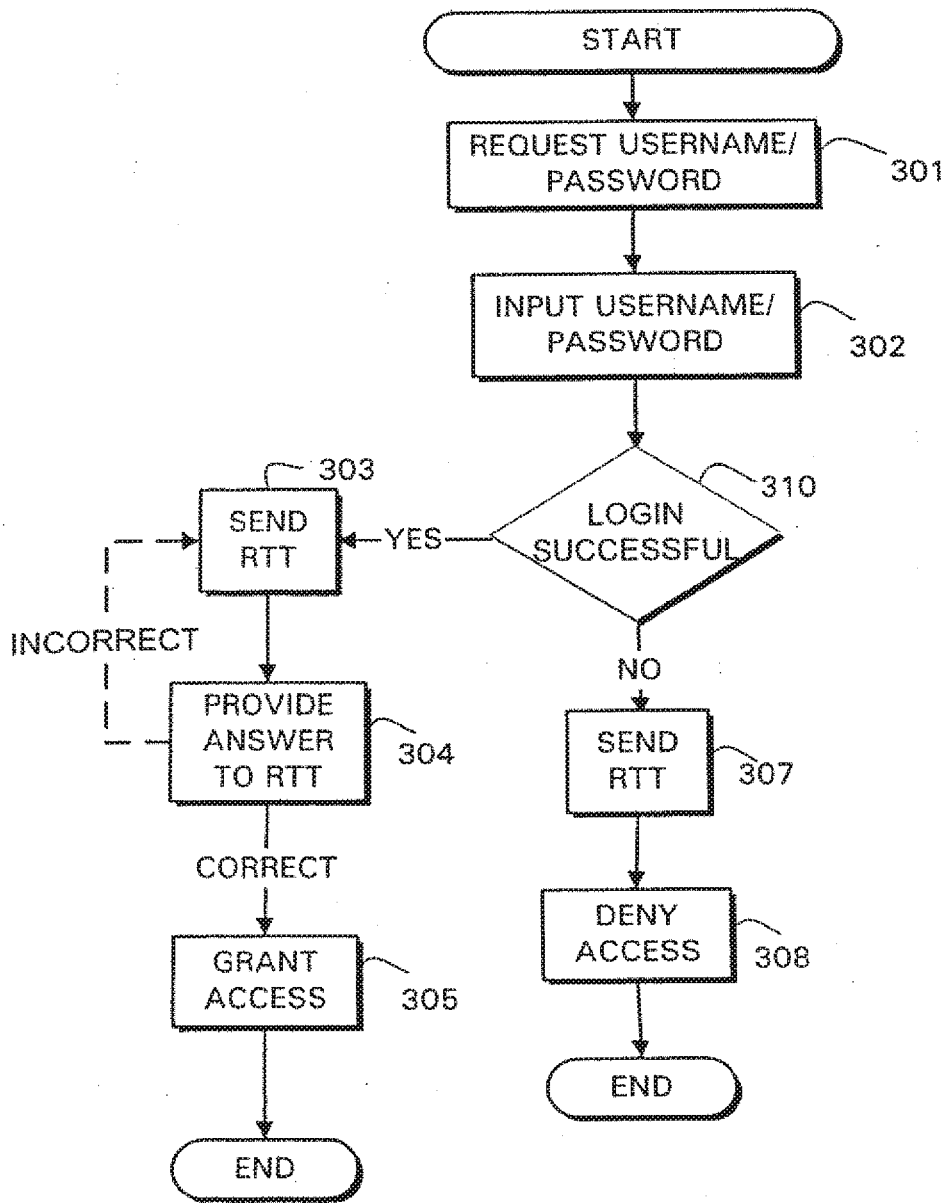 START
REQUEST USERNAME/
PASSWORD
301
INPUT USERNAME/
PASSWORD
302
LOGIN
SUCCESSFUL
310
YES
SEND
RTT
303
INCORRECT
PROVIDE
ANSWER
TO RTT
304
CORRECT
GRANT
ACCESS
305
END
NO
SEND
RTT
307
DENY
ACCESS
308
END